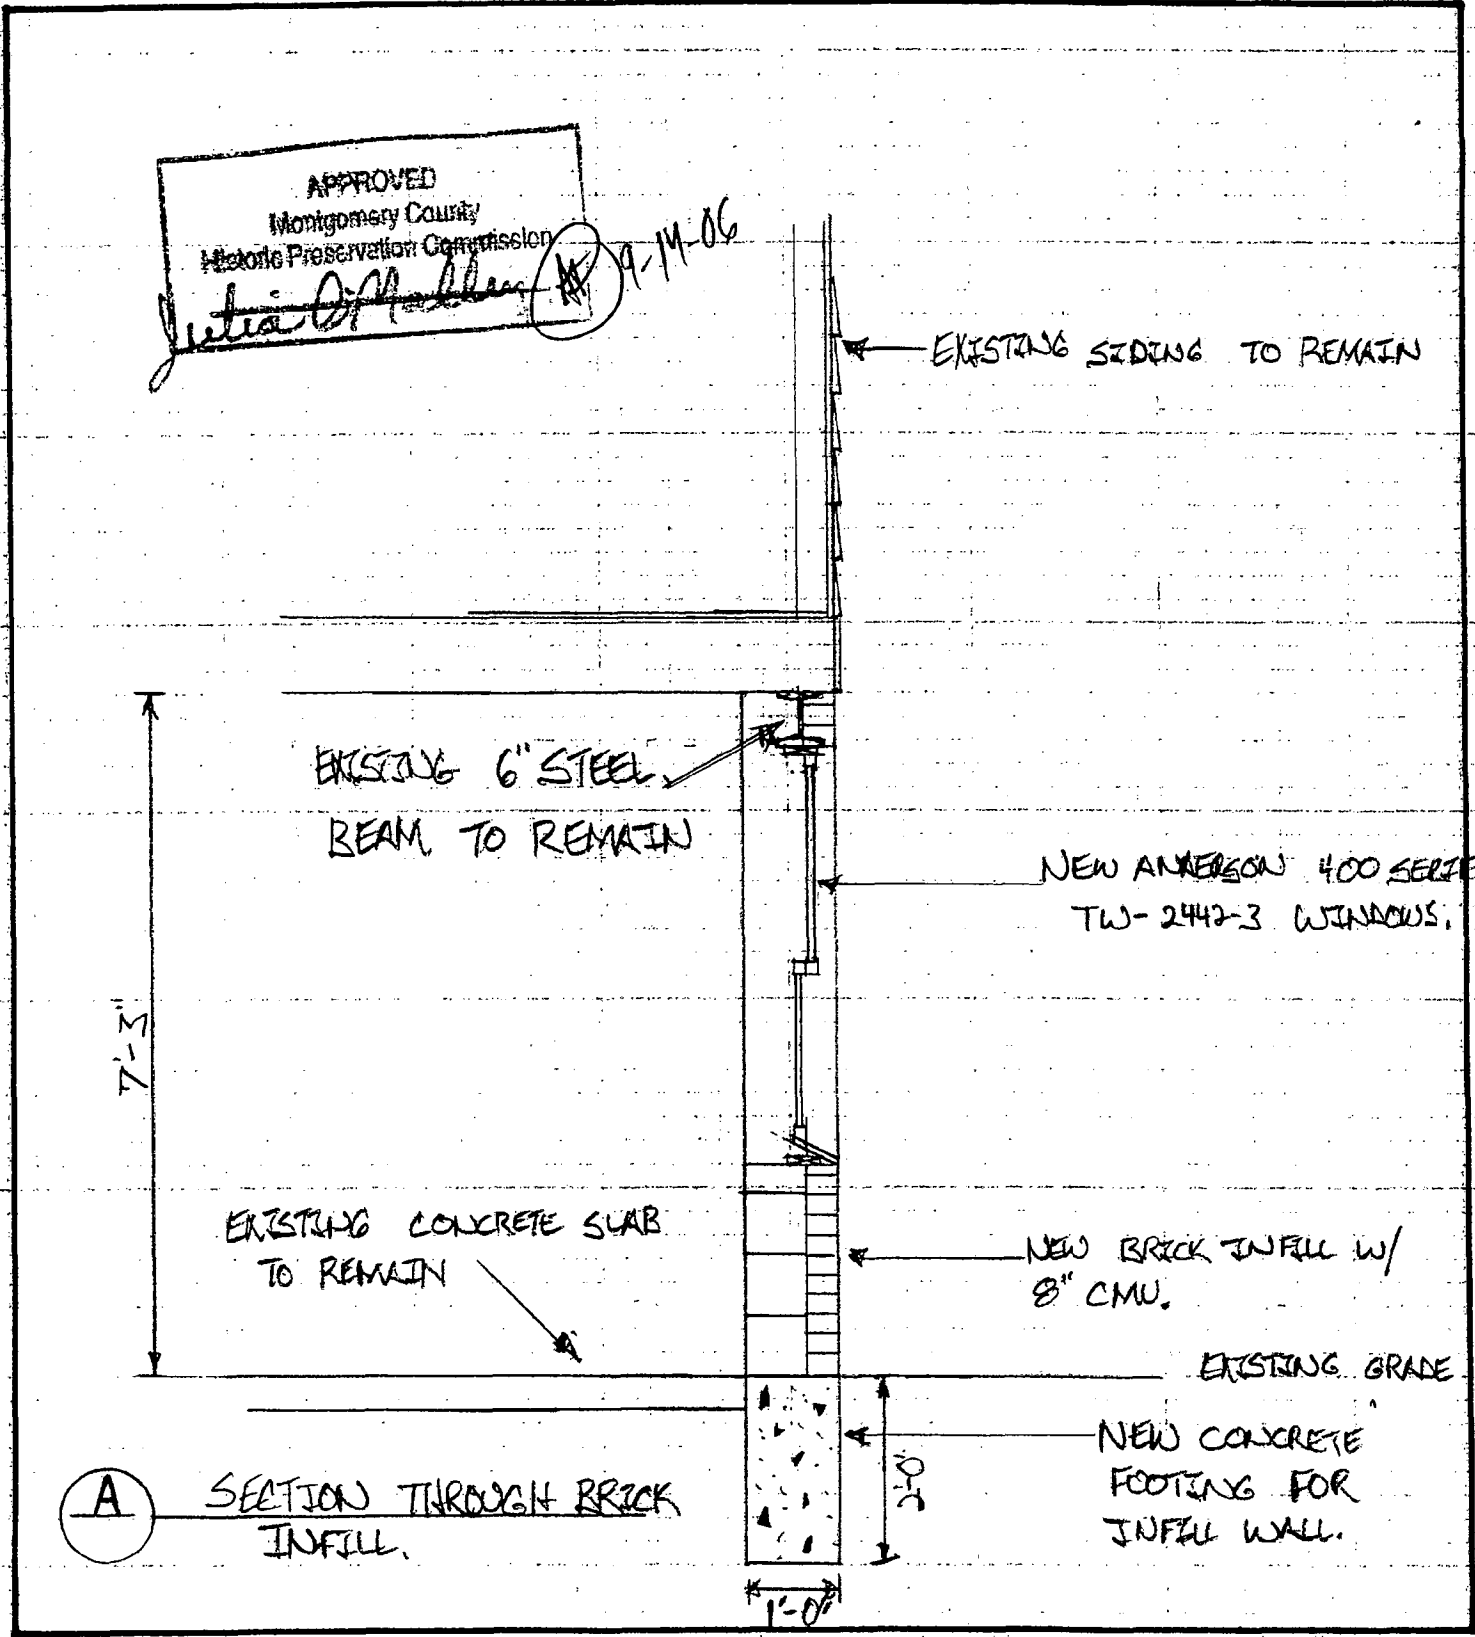 APPROVED
Montgomery County
Historic Preservation Commission
9-14-06
EXISTING SIDING TO REMAIN
EXISTING 6" STEEL
BEAM TO REMAIN
NEW ANDERSON 400 SERIE
TW-2442-3 WINDOWS.
7'-3"
EXISTING CONCRETE SLAB
TO REMAIN
NEW BRICK INFILL W/
8" CMU.
EXISTING GRADE
NEW CONCRETE
FOOTING FOR
INFILL WALL.
2'-0"
A
SECTION THROUGH BRICK
INFILL.
1'-0"